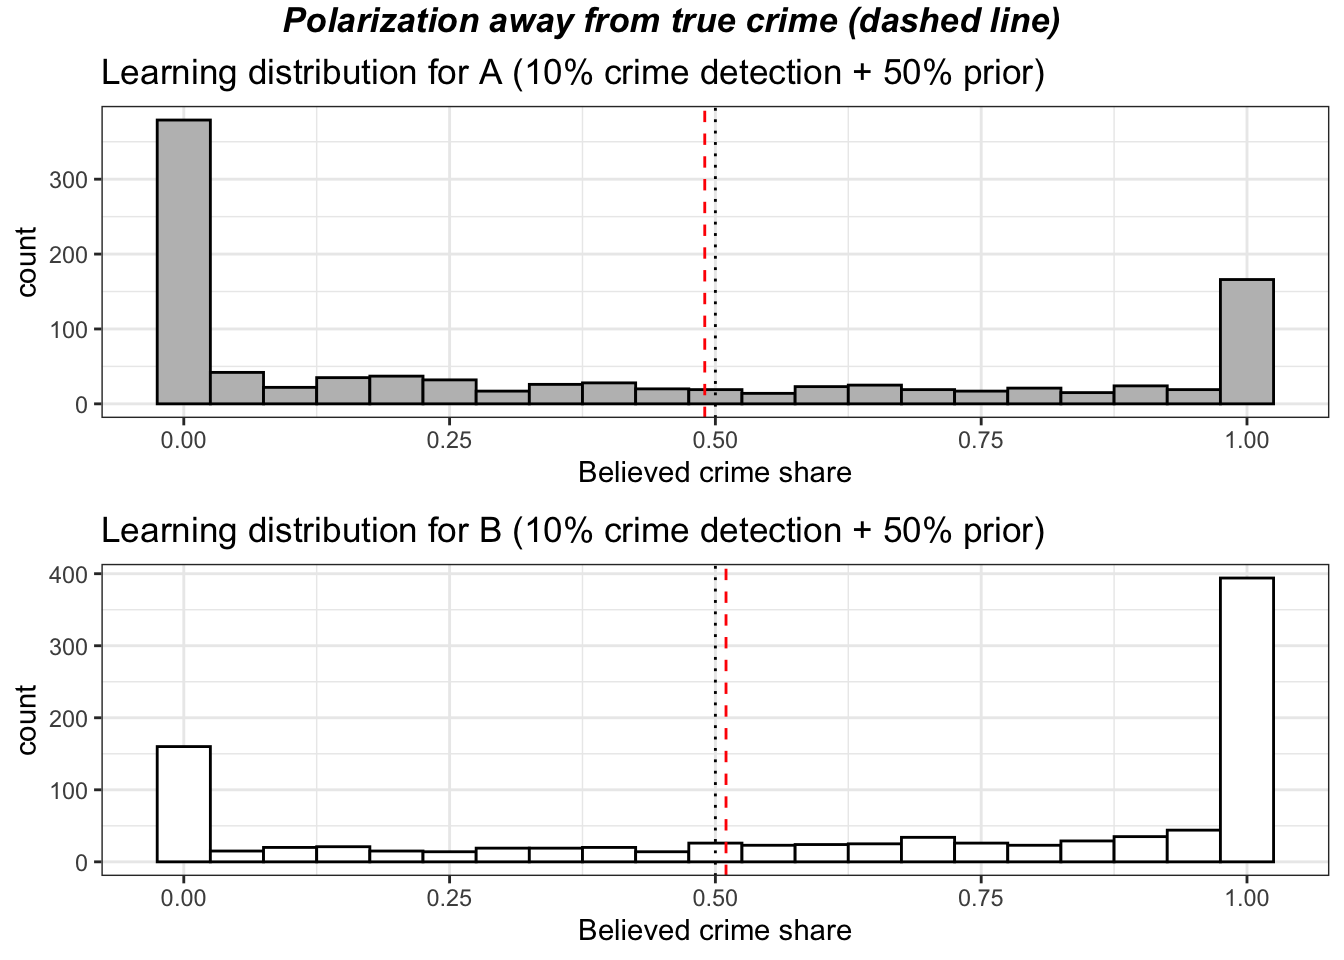 Polarization away from true crime (dashed line)
Learning distribution for A (10% crime detection + 50% prior)
count
300
200
100
0
0.00 0.25 0.50 0.75 1.00
Believed crime share
Learning distribution for B (10% crime detection + 50% prior)
count
400
300
200
100
0
0.00 0.25 0.50 0.75 1.00
Believed crime share